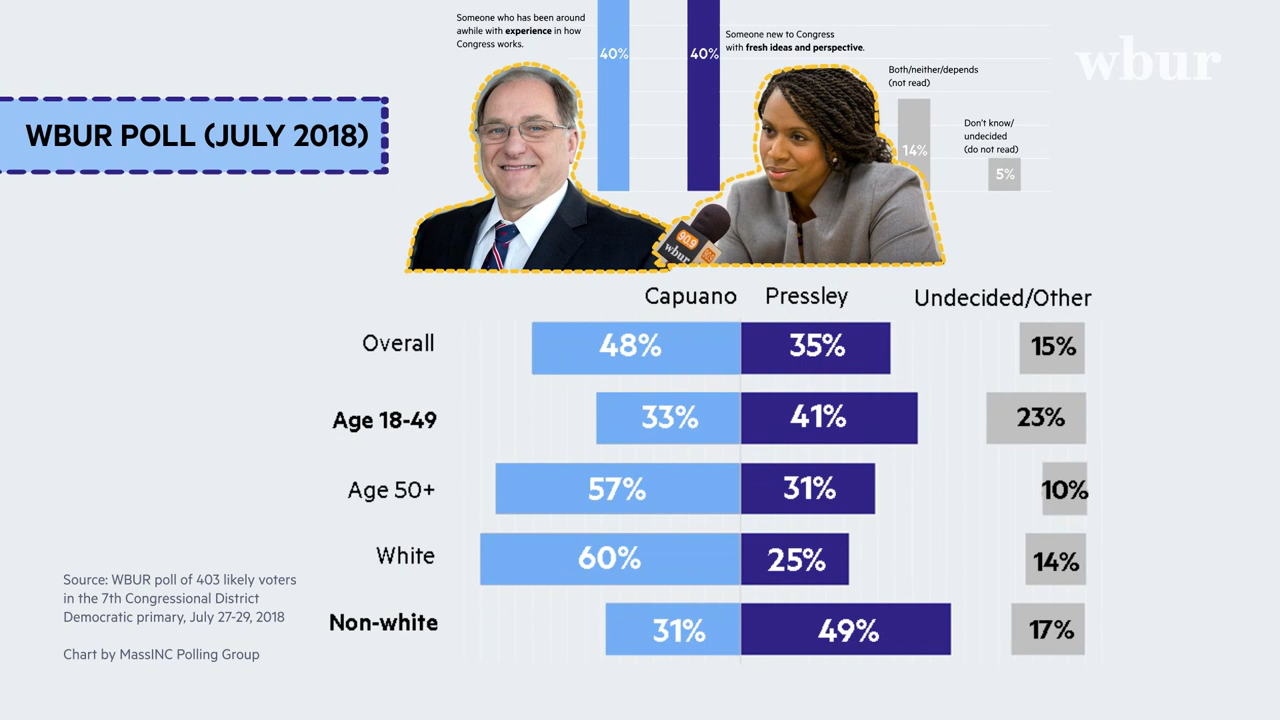 Someone who has been around
awhile with experience in how
Congress works.
40%
40%
Someone new to Congress
with fresh ideas and perspective.
Both/neither/depends
(not read)
14%
Don't know/
undecided
(do not read)
5%
wbur
WBUR POLL (JULY 2018)
90.9
wbur
Capuano Pressley Undecided/Other
Overall 48% 35% 15%
Age 18-49 33% 41% 23%
Age 50+ 57% 31% 10%
White 60% 25% 14%
Non-white 31% 49% 17%
Source: WBUR poll of 403 likely voters
in the 7th Congressional District
Democratic primary, July 27-29, 2018
Chart by MassINC Polling Group